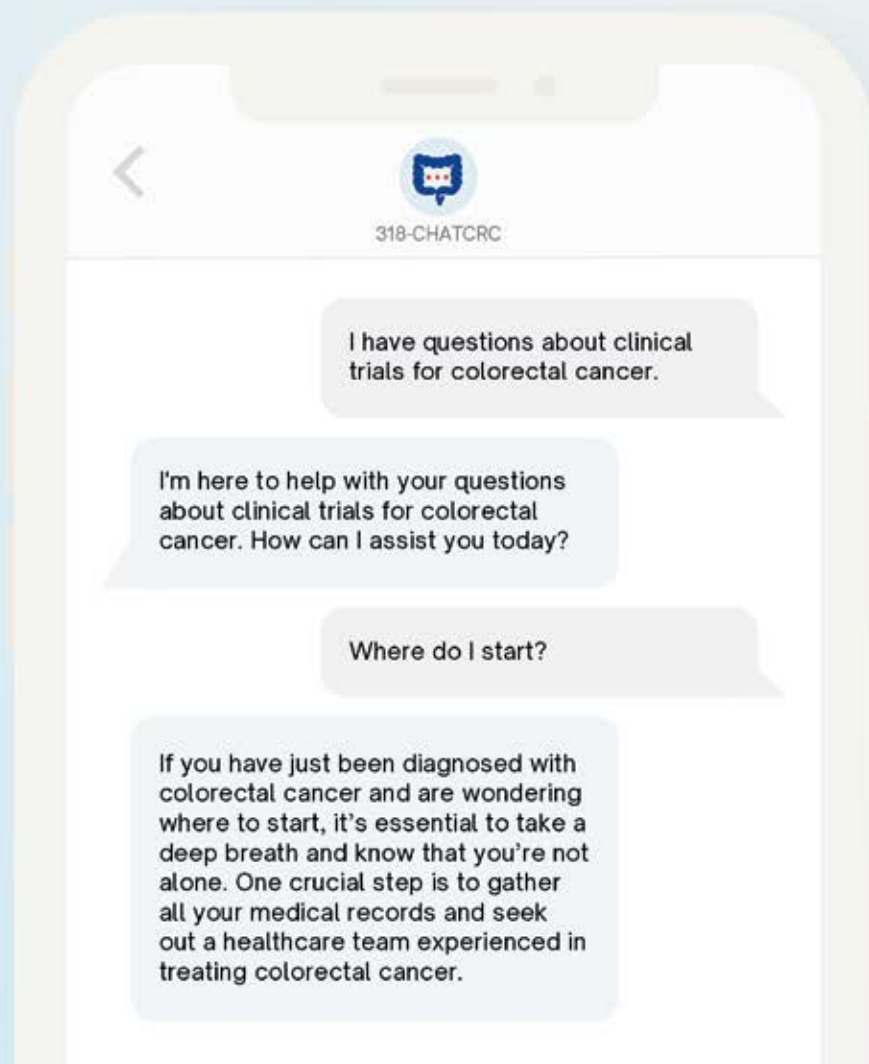 318-CHATCRC
I have questions about clinical
trials for colorectal cancer.
I'm here to help with your questions
about clinical trials for colorectal
cancer. How can I assist you today?
Where do I start?
If you have just been diagnosed with
colorectal cancer and are wondering
where to start, it’s essential to take a
deep breath and know that you’re not
alone. One crucial step is to gather
all your medical records and seek
out a healthcare team experienced in
treating colorectal cancer.